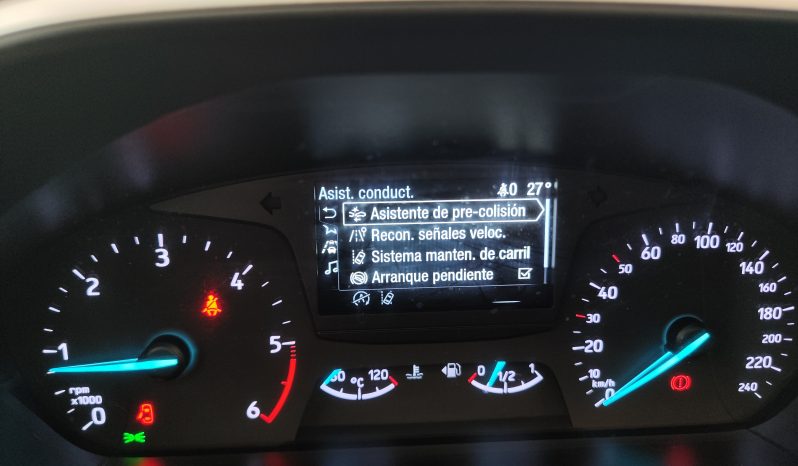 Asist. conduct. 0 27°
Asistente de pre-colisión
Recon. señales veloc.
Sistema manten. de carril
Arranque pendiente
0 1 2 3 4 5 6
rpm
x1000
50 °C 120
0 1/2 1
0 10 20 30 40 50 60 80 100 120 140 160 180 200 220 240
km/h